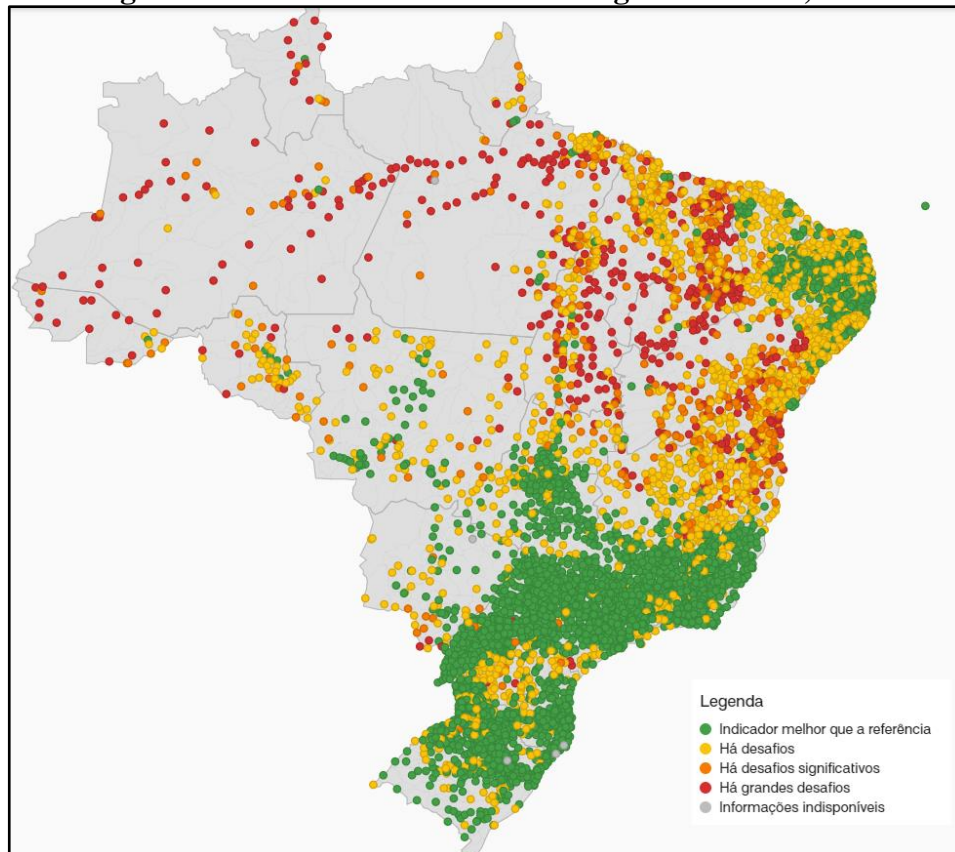 Legenda
Indicador melhor que a referência
Há desafios
Há desafios significativos
Há grandes desafios
Informações indisponíveis